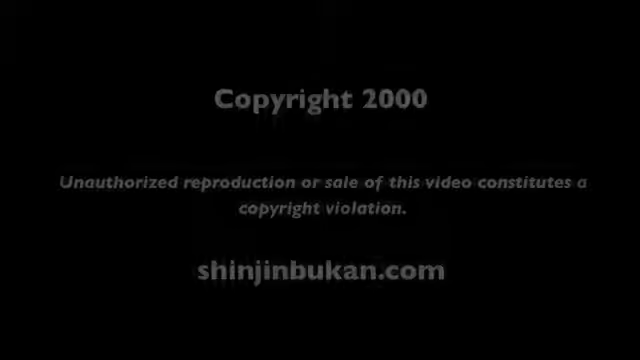 Copyright 2000
Unauthorized reproduction or sale of this video constitutes a
copyright violation.
shinjinbukan.com